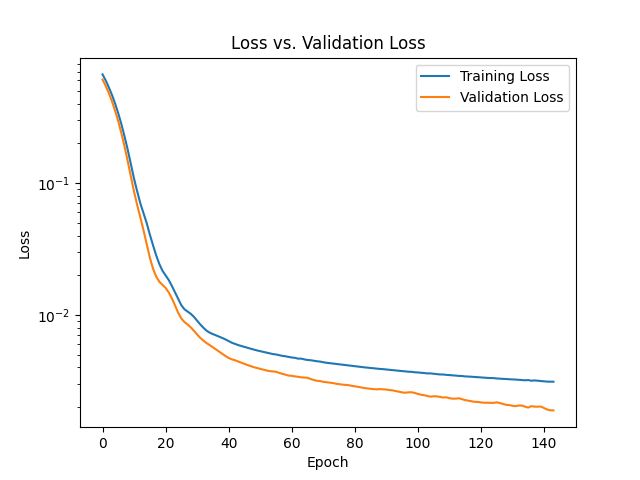 Loss vs. Validation Loss
Training Loss
Validation Loss
10⁻¹
10⁻²
Loss
0 20 40 60 80 100 120 140
Epoch